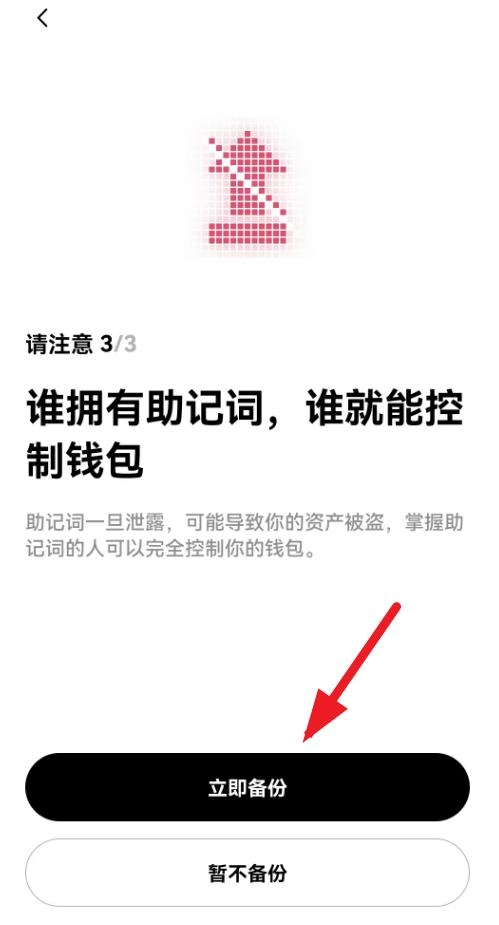 请注意 3/3
谁拥有助记词，谁就能控
制钱包
助记词一旦泄露，可能导致你的资产被盗，掌握助
记词的人可以完全控制你的钱包。
立即备份
暂不备份